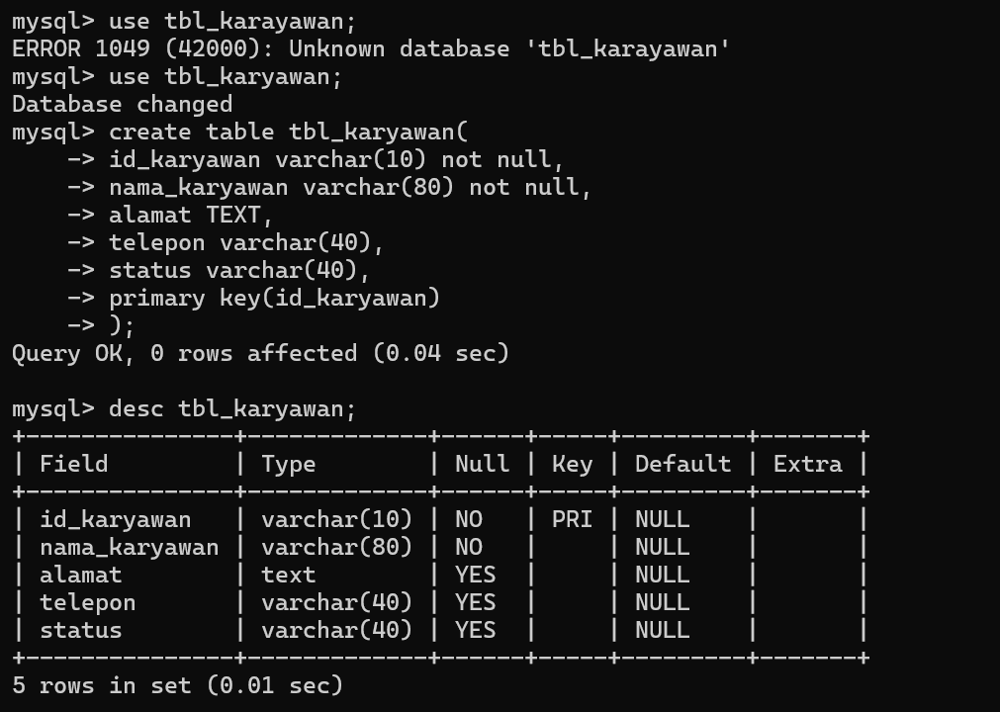 mysql> use tbl_karayawan;
ERROR 1049 (42000): Unknown database 'tbl_karayawan'
mysql> use tbl_karyawan;
Database changed
mysql> create table tbl_karyawan(
    -> id_karyawan varchar(10) not null,
    -> nama_karyawan varchar(80) not null,
    -> alamat TEXT,
    -> telepon varchar(40),
    -> status varchar(40),
    -> primary key(id_karyawan)
    -> );
Query OK, 0 rows affected (0.04 sec)

mysql> desc tbl_karyawan;
+---------------+-------------+------+-----+---------+-------+
| Field         | Type        | Null | Key | Default | Extra |
+---------------+-------------+------+-----+---------+-------+
| id_karyawan   | varchar(10) | NO   | PRI | NULL    |       |
| nama_karyawan | varchar(80) | NO   |     | NULL    |       |
| alamat        | text        | YES  |     | NULL    |       |
| telepon       | varchar(40) | YES  |     | NULL    |       |
| status        | varchar(40) | YES  |     | NULL    |       |
+---------------+-------------+------+-----+---------+-------+
5 rows in set (0.01 sec)